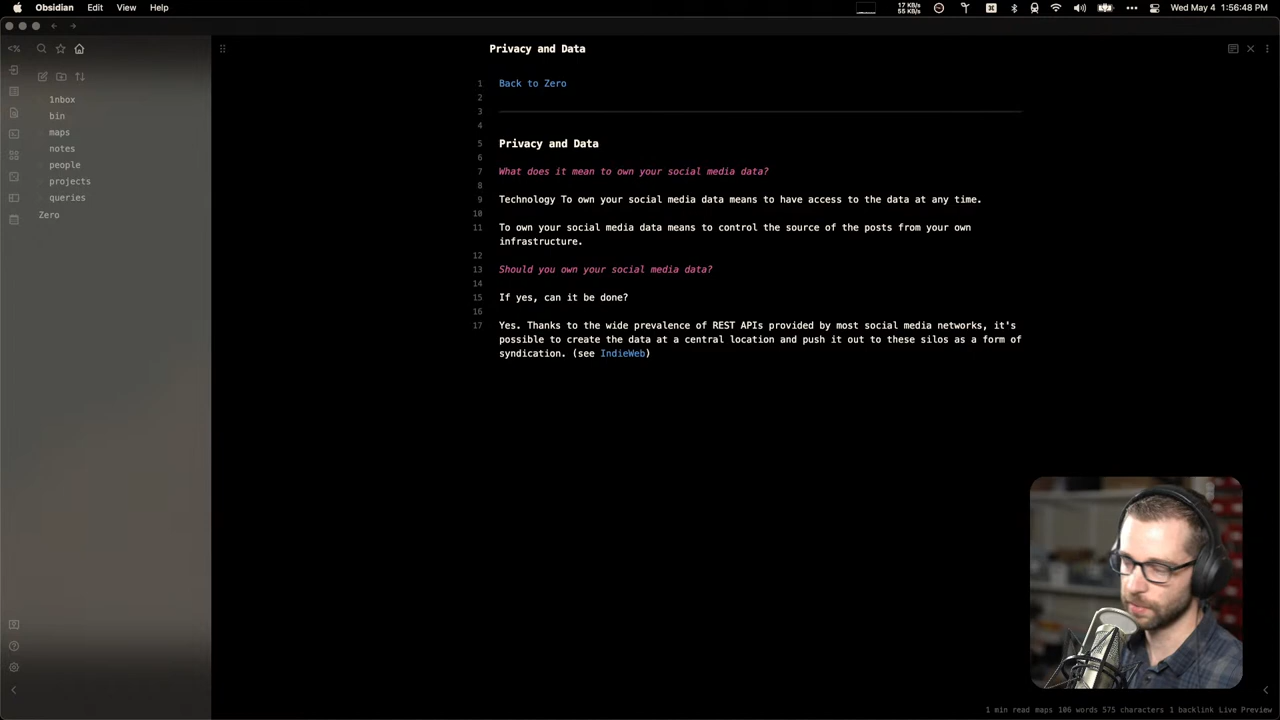 Obsidian Edit View Help
17 KB/s
55 KB/s
Wed May 4 1:56:48 PM
Privacy and Data
1nbox
bin
maps
notes
people
projects
queries
Zero
1 Back to Zero
2
3
4
5 Privacy and Data
6
7 What does it mean to own your social media data?
8
9 Technology To own your social media data means to have access to the data at any time.
10
11 To own your social media data means to control the source of the posts from your own
infrastructure.
12
13 Should you own your social media data?
14
15 If yes, can it be done?
16
17 Yes. Thanks to the wide prevalence of REST APIs provided by most social media networks, it's
possible to create the data at a central location and push it out to these silos as a form of
syndication. (see IndieWeb)
1 min read maps 106 words 575 characters 1 backlink Live Preview